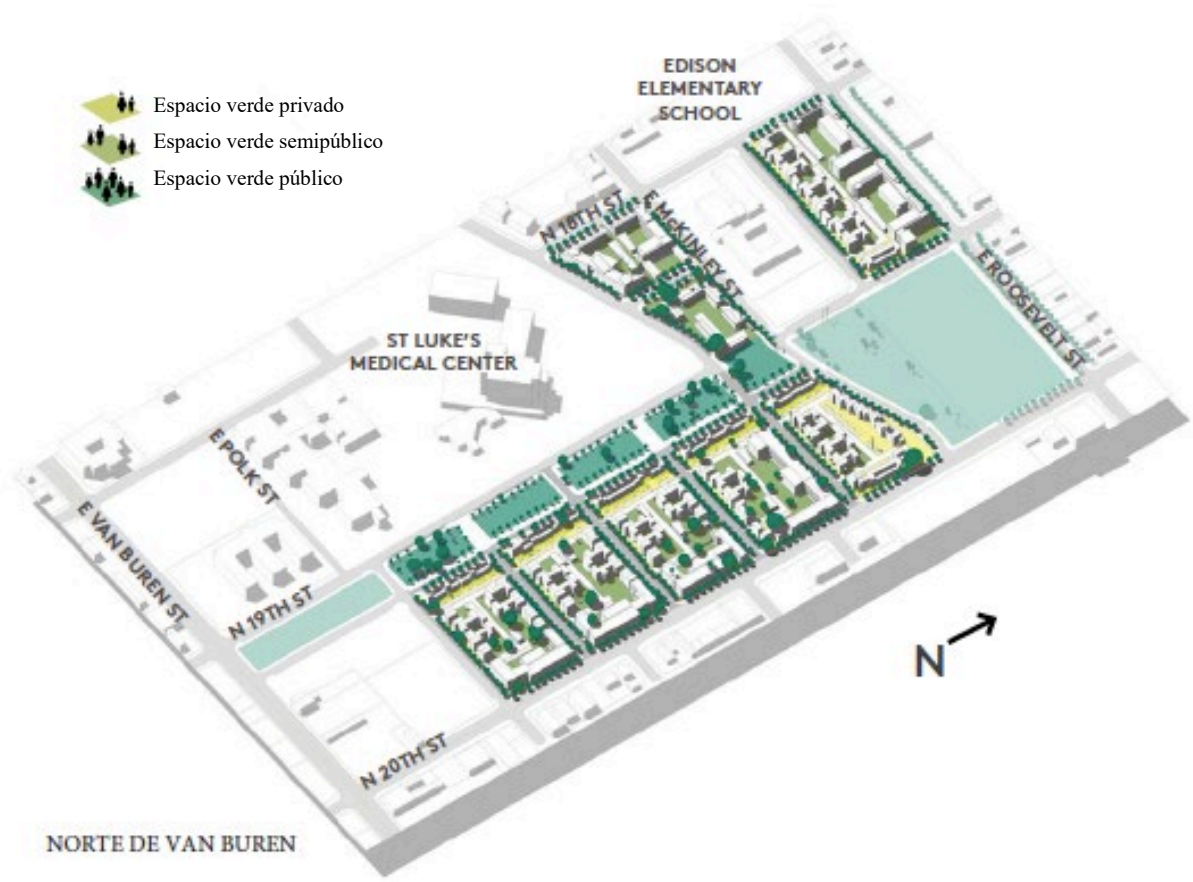 EDISON
ELEMENTARY
SCHOOL
Espacio verde privado
Espacio verde semipúblico
Espacio verde público
N 18TH ST
E McKINLEY ST
E ROOSEVELT ST
ST LUKE'S
MEDICAL CENTER
E POLK ST
E VAN BUREN ST
N 19TH ST
N
N 20TH ST
NORTE DE VAN BUREN